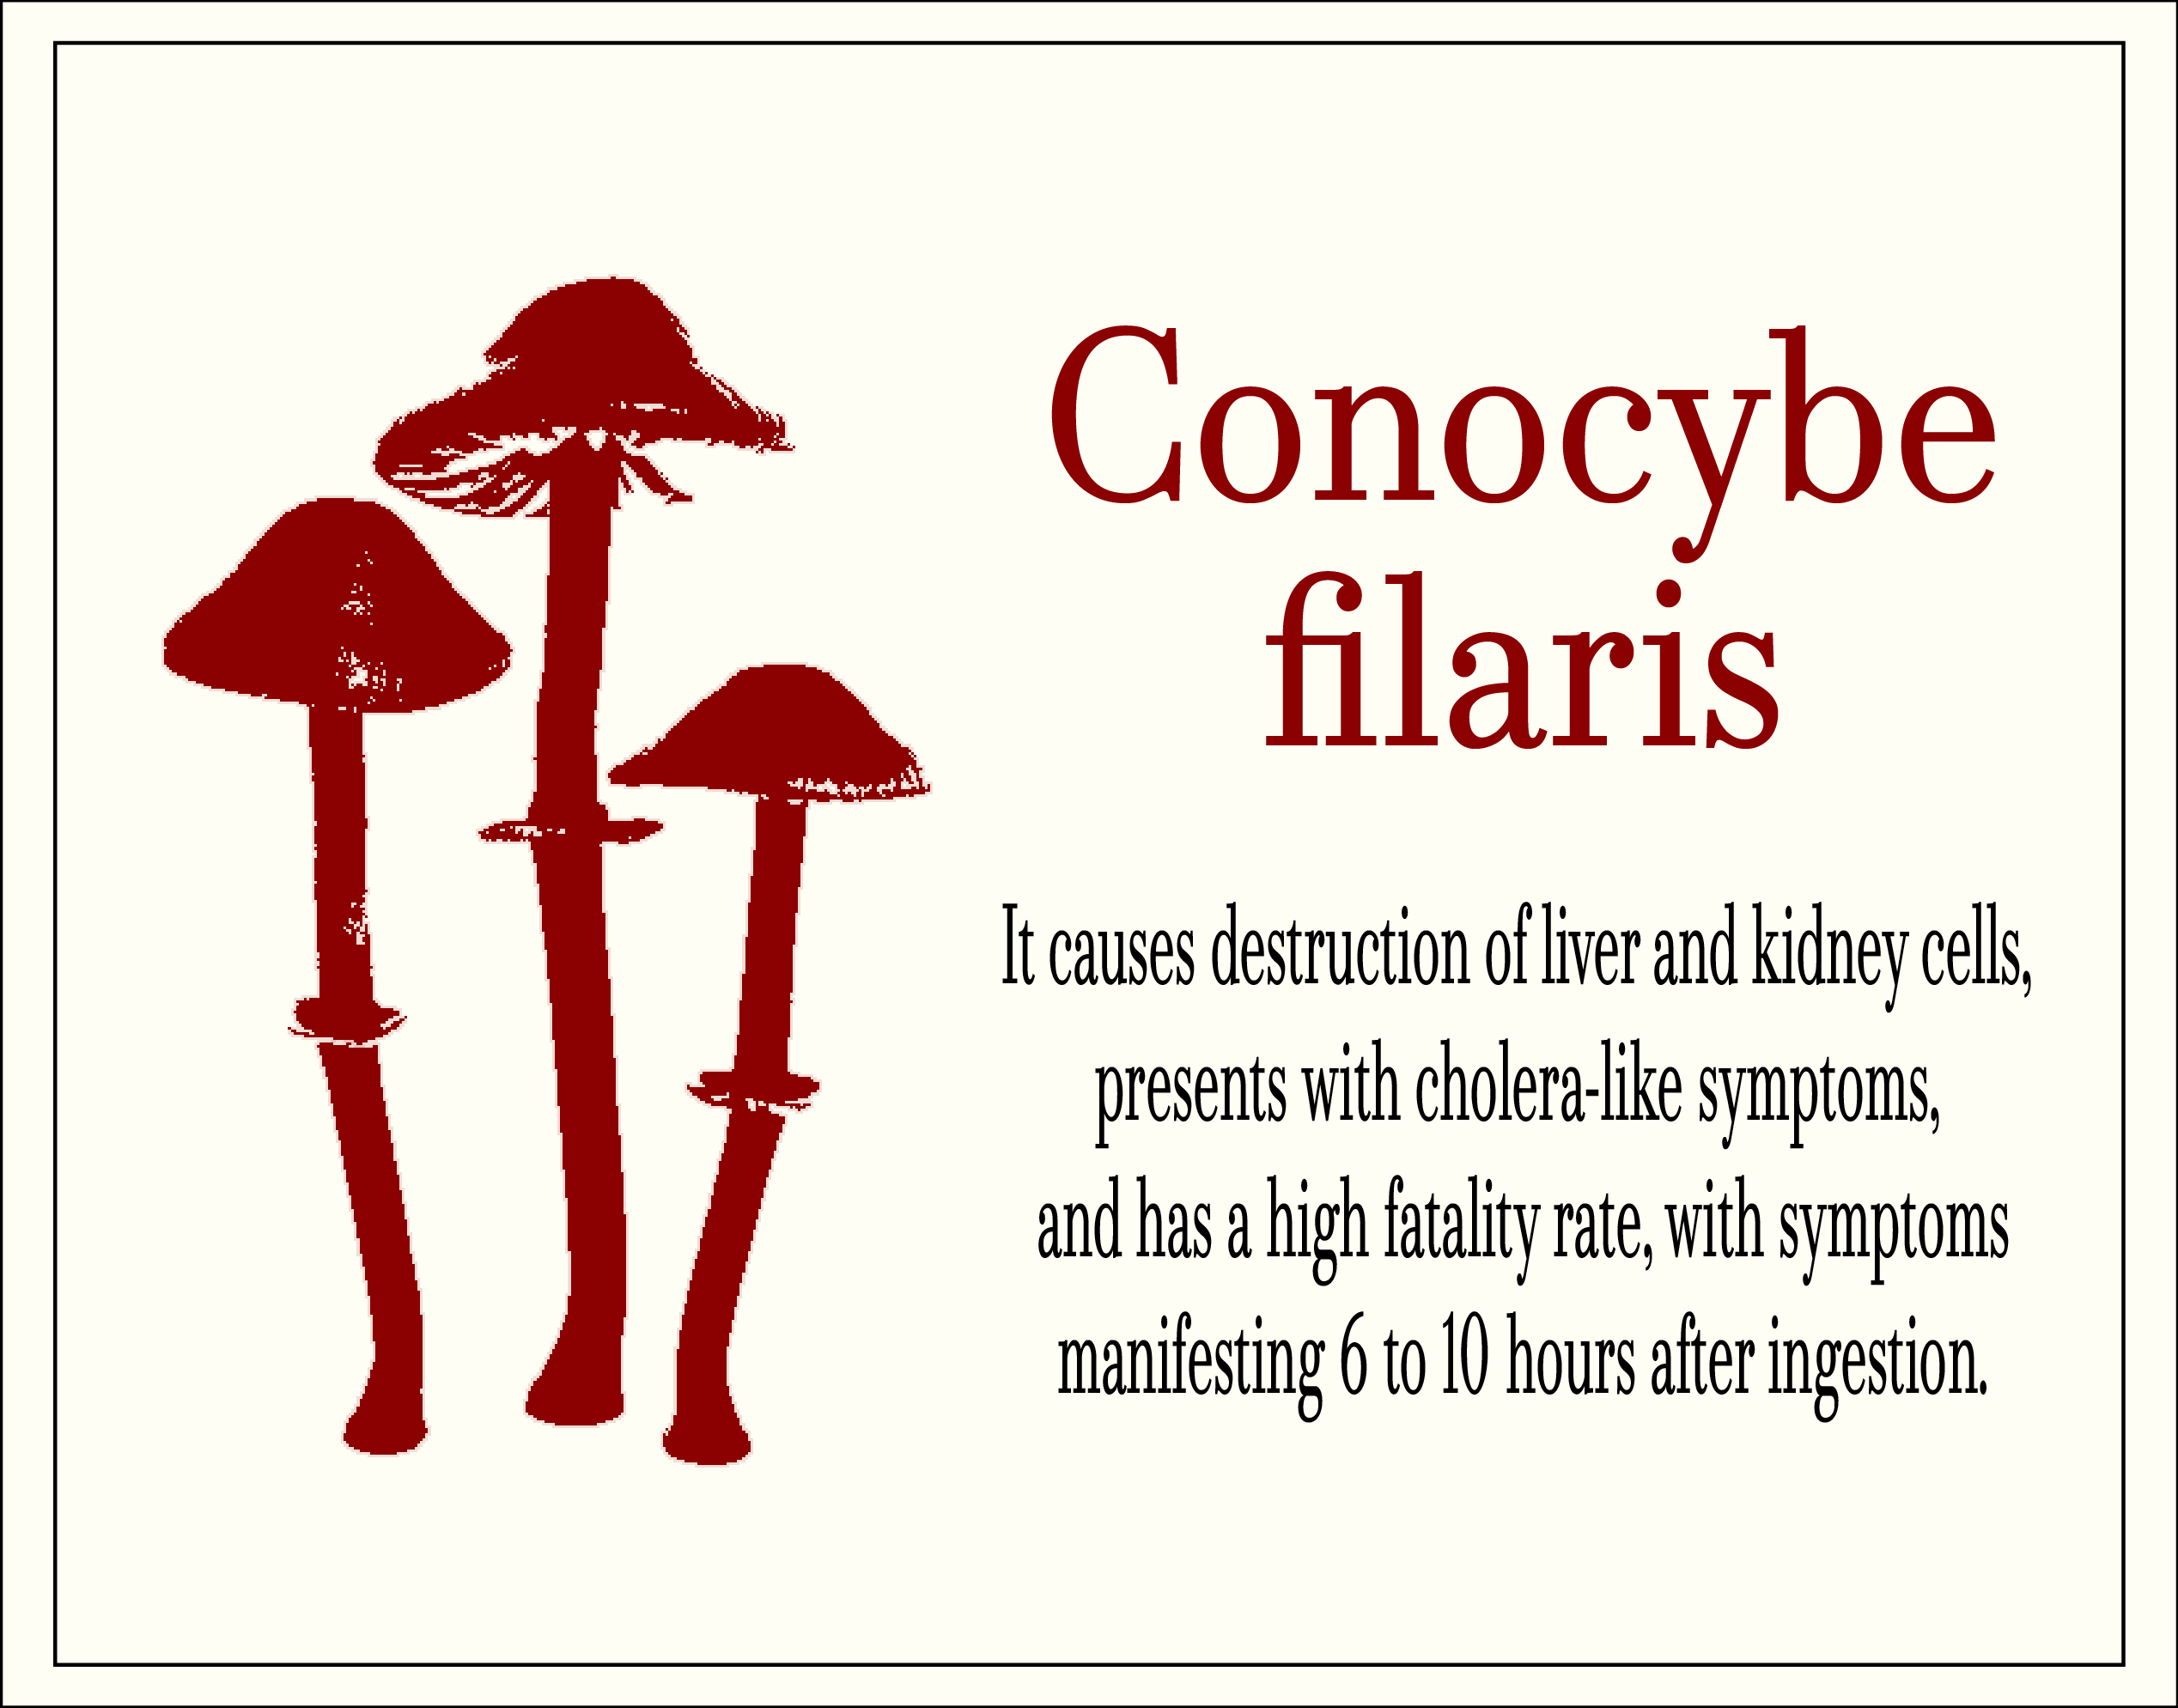 Conocybe
filaris
It causes destruction of liver and kidney cells,
presents with cholera-like symptoms,
and has a high fatality rate, with symptoms
manifesting 6 to 10 hours after ingestion.